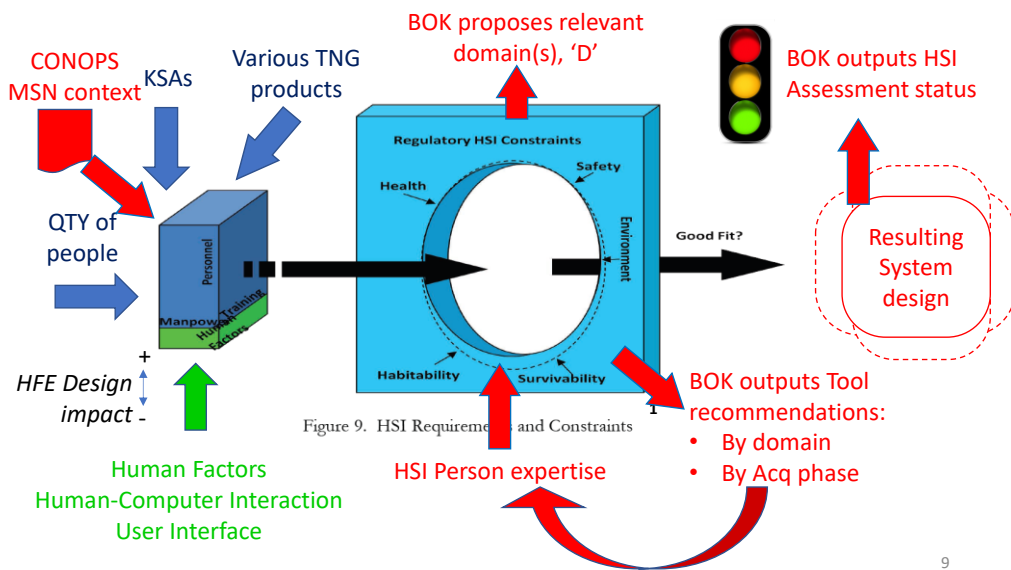 CONOPS
MSN context
KSAs
Various TNG
products
BOK proposes relevant
domain(s), ‘D’
BOK outputs HSI
Assessment status
QTY of
people
Personnel
Manpow
Training
Human
Factors
Regulatory HSI Constraints
Health
Safety
Environment
Habitability
Survivability
Good Fit?
Resulting
System
design
+
HFE Design
impact
-
Figure 9. HSI Requirements and Constraints
1
BOK outputs Tool
recommendations:
• By domain
• By Acq phase
Human Factors
Human-Computer Interaction
User Interface
HSI Person expertise
9